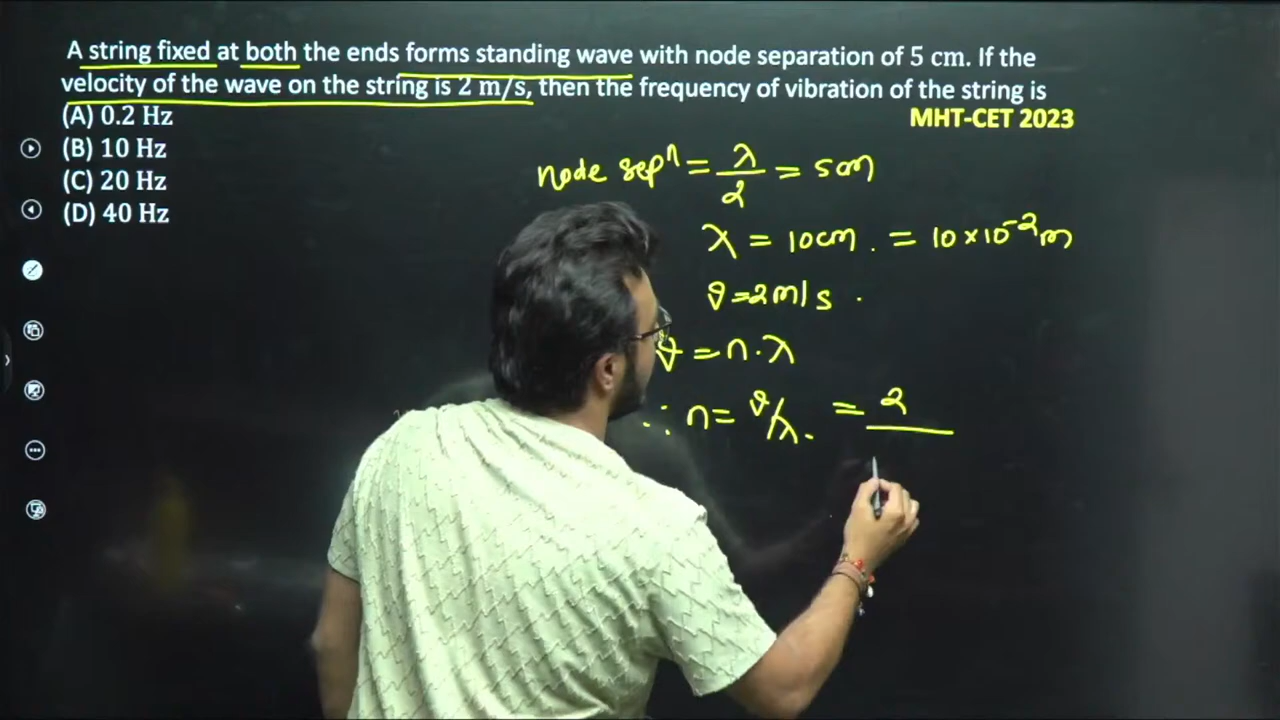 A string fixed at both the ends forms standing wave with node separation of 5 cm. If the
velocity of the wave on the string is 2 m/s, then the frequency of vibration of the string is
MHT-CET 2023
(A) 0.2 Hz
(B) 10 Hz
(C) 20 Hz
(D) 40 Hz
node sepⁿ = λ/2 = 5cm
λ = 10cm . = 10×10⁻²m
v=2m/s .
v = n.λ
∴ n = v/λ. = 2